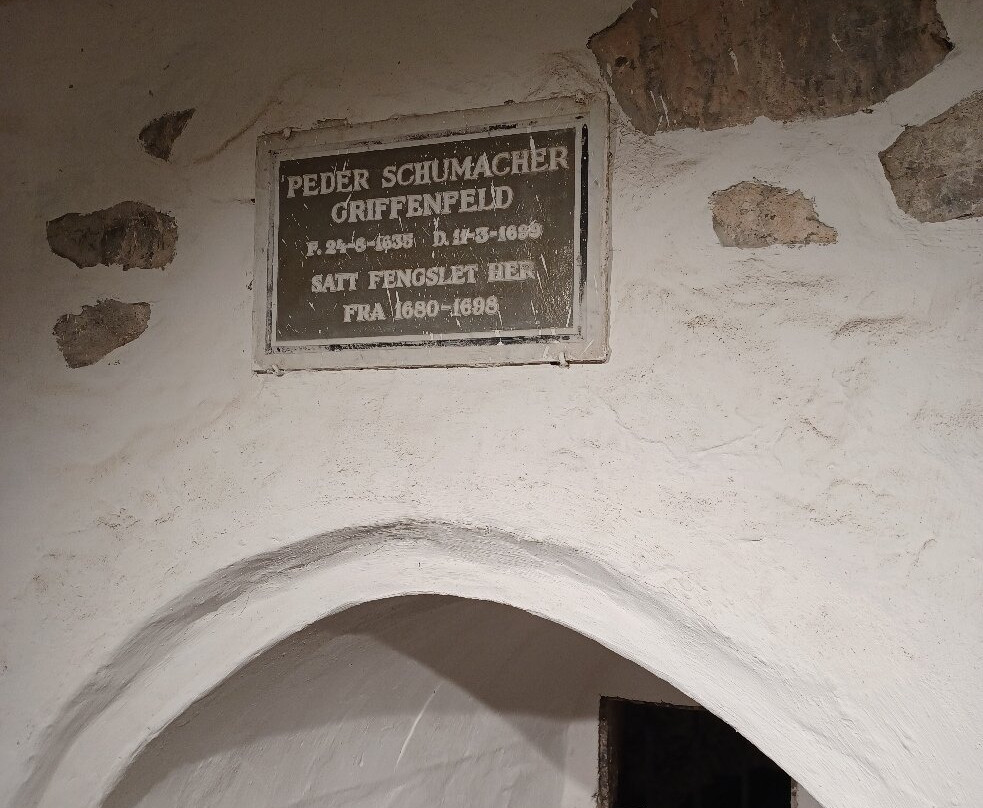 PEDER SCHUMACHER
GRIFFENFELD
F. 24-8-1635 D. 11-3-1699
SATT FENGSLET HER
FRA 1680-1698